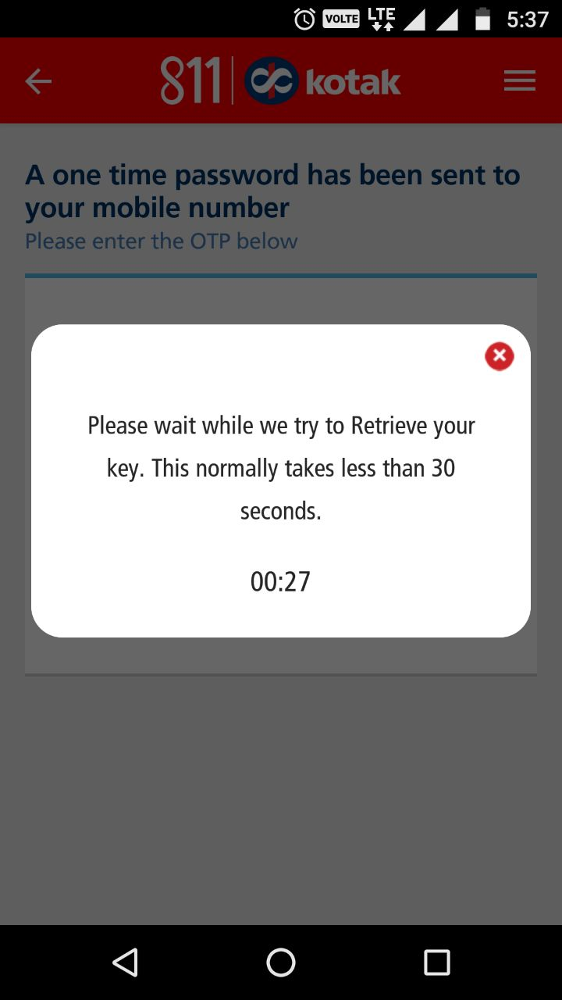 VOLTE LTE 5:37
811 kotak
A one time password has been sent to
your mobile number
Please enter the OTP below
Please wait while we try to Retrieve your
key. This normally takes less than 30
seconds.
00:27